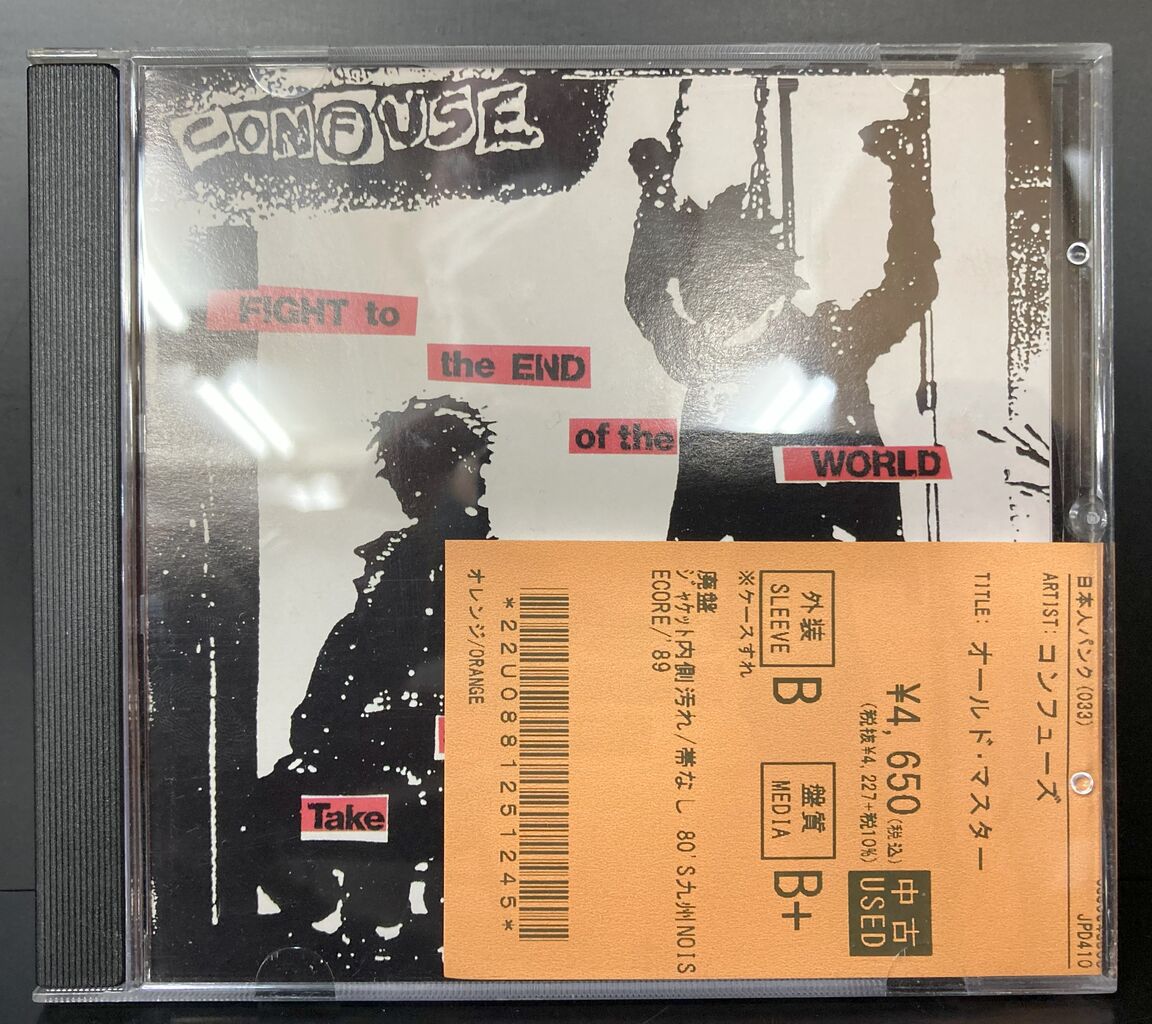 CONFUSE
FIGHT to
the END
of the
WORLD
Take
日本人パンク(033)
JPD410
ARTIST: コンフューズ
TITLE: オールド・マスター
¥4,650(税込)
(税抜¥4,227+税10%)
中古
USED
外装
SLEEVE
B
盤質
MEDIA
B+
※ケースすれ
廃盤
ジャケット内側汚れ/帯なし 80'S九州NOIS
ECORE/'89
*22U0881251245*
オレンジ/ORANGE